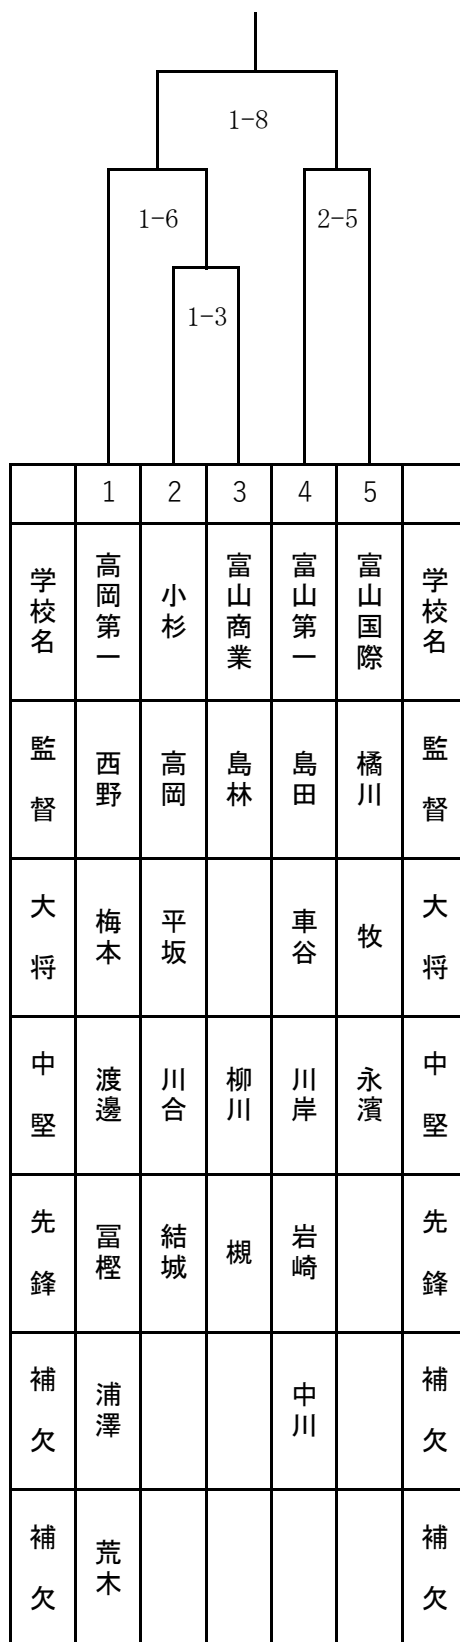 1-8
1-6
2-5
1-3
1 2 3 4 5
学校名 高岡第一 小杉 富山商業 富山第一 富山国際 学校名
監督 西野 高岡 島林 島田 橘川 監督
大将 梅本 平坂 車谷 牧 大将
中堅 渡邊 川合 柳川 川岸 永濱 中堅
先鋒 冨樫 結城 槻 岩崎 先鋒
補欠 浦澤 中川 補欠
補欠 荒木 補欠